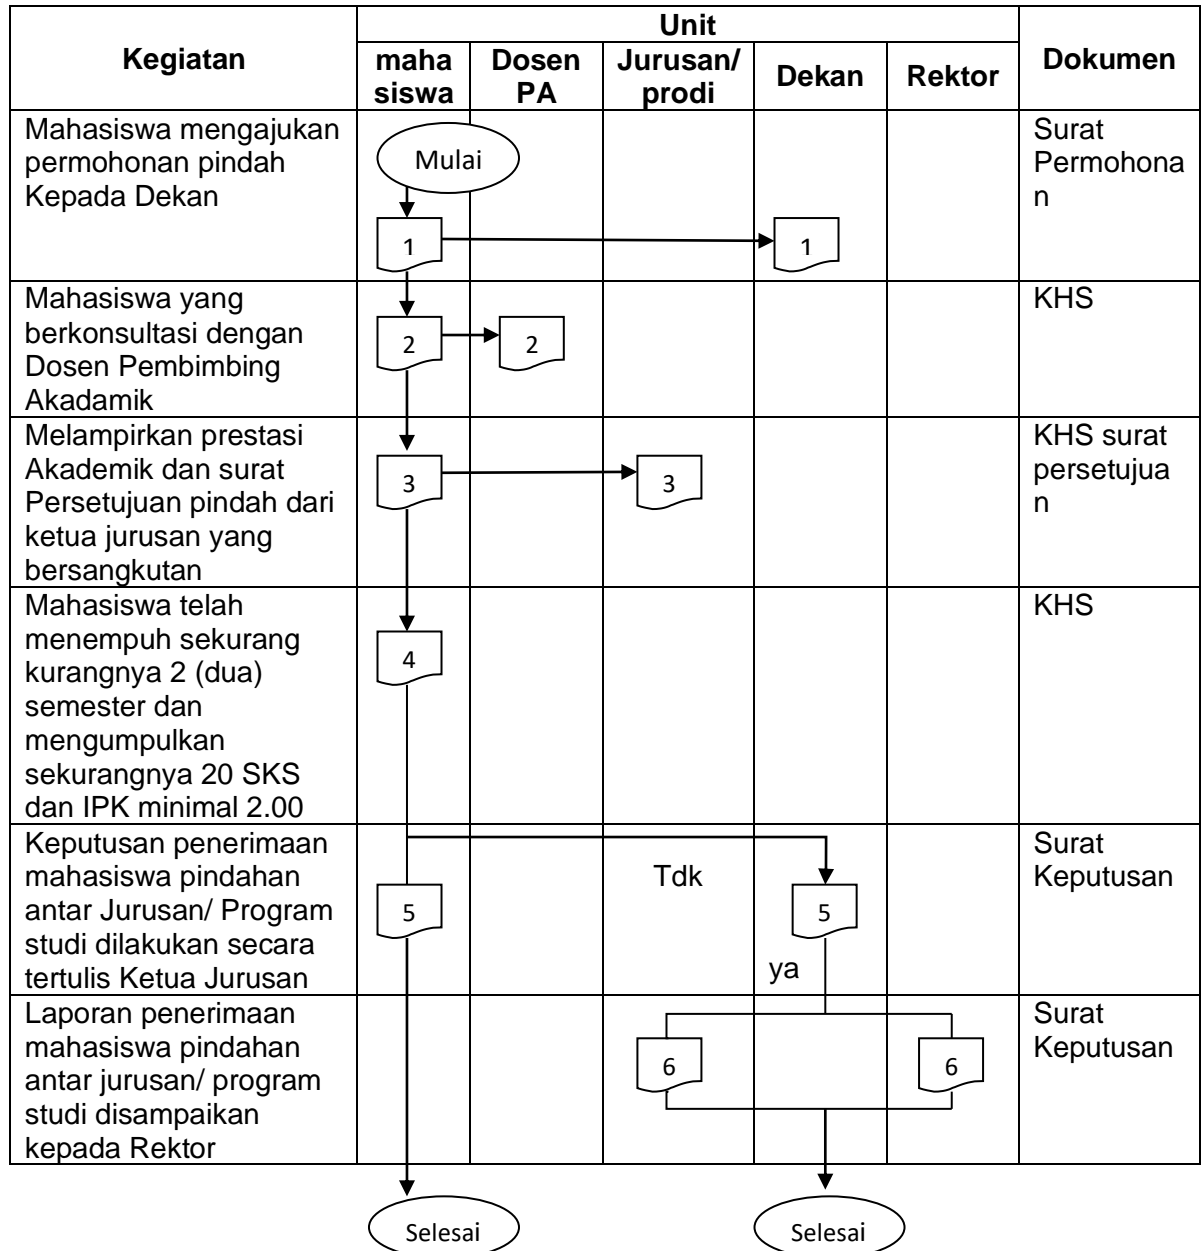 Kegiatan
Unit
Dokumen
maha
siswa
Dosen
PA
Jurusan/
prodi
Dekan
Rektor
Mahasiswa mengajukan
permohonan pindah
Kepada Dekan
Mulai
1
1
Surat
Permohona
n
Mahasiswa yang
berkonsultasi dengan
Dosen Pembimbing
Akadamik
2
2
KHS
Melampirkan prestasi
Akademik dan surat
Persetujuan pindah dari
ketua jurusan yang
bersangkutan
3
3
KHS surat
persetujua
n
Mahasiswa telah
menempuh sekurang
kurangnya 2 (dua)
semester dan
mengumpulkan
sekurangnya 20 SKS
dan IPK minimal 2.00
4
KHS
Keputusan penerimaan
mahasiswa pindahan
antar Jurusan/ Program
studi dilakukan secara
tertulis Ketua Jurusan
5
Tdk
5
ya
Surat
Keputusan
Laporan penerimaan
mahasiswa pindahan
antar jurusan/ program
studi disampaikan
kepada Rektor
6
6
Surat
Keputusan
Selesai
Selesai